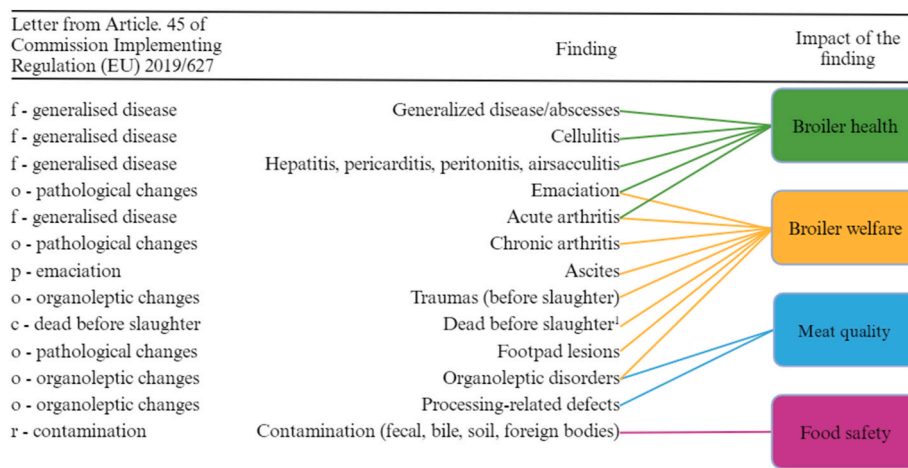 Letter from Article. 45 of
Commission Implementing
Regulation (EU) 2019/627
Finding
Impact of the
finding
f - generalised disease Generalized disease/abscesses
f - generalised disease Cellulitis
f - generalised disease Hepatitis, pericarditis, peritonitis, airsacculitis
o - pathological changes Emaciation
f - generalised disease Acute arthritis
o - pathological changes Chronic arthritis
p - emaciation Ascites
o - organoleptic changes Traumas (before slaughter)
c - dead before slaughter Dead before slaughter¹
o - pathological changes Footpad lesions
o - organoleptic changes Organoleptic disorders
o - organoleptic changes Processing-related defects
r - contamination Contamination (fecal, bile, soil, foreign bodies)
Broiler health
Broiler welfare
Meat quality
Food safety